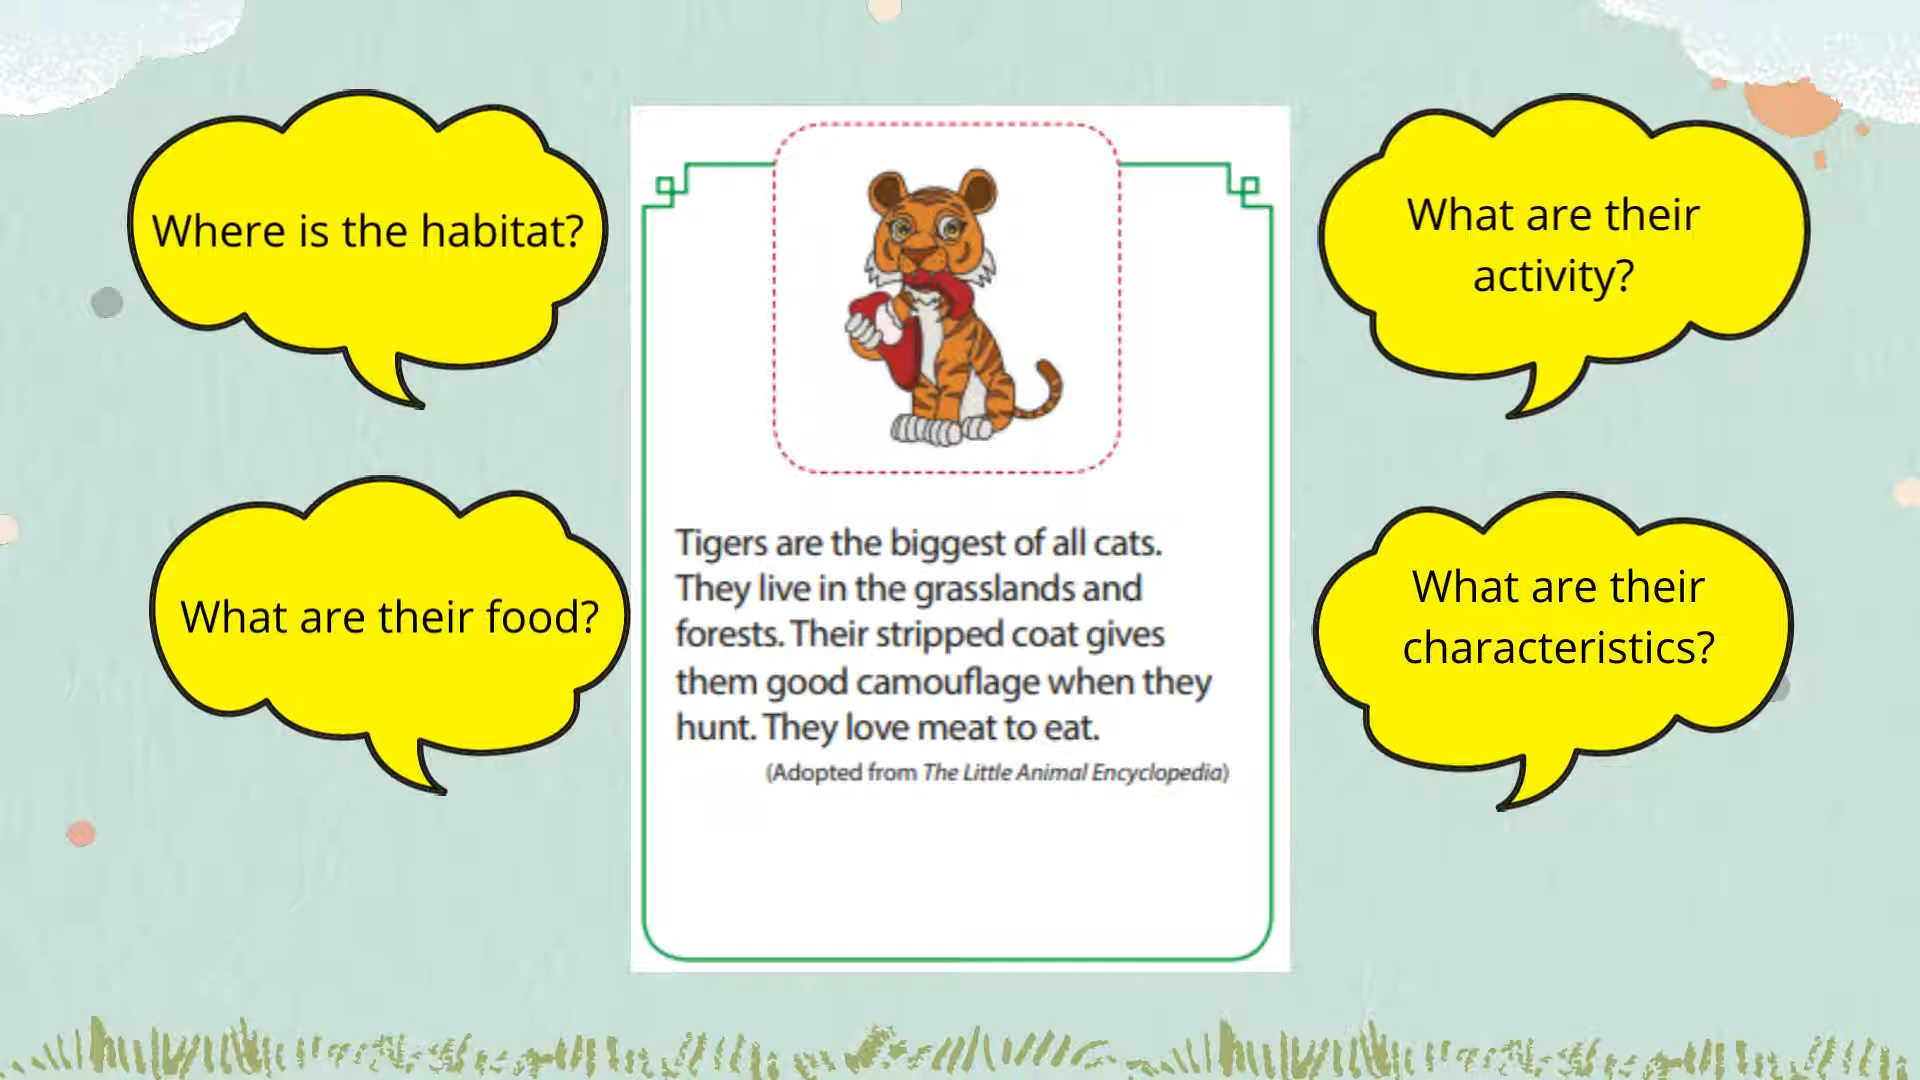 Where is the habitat?
What are their
activity?
What are their food?
What are their
characteristics?
Tigers are the biggest of all cats.
They live in the grasslands and
forests. Their stripped coat gives
them good camouflage when they
hunt. They love meat to eat.
(Adopted from The Little Animal Encyclopedia)